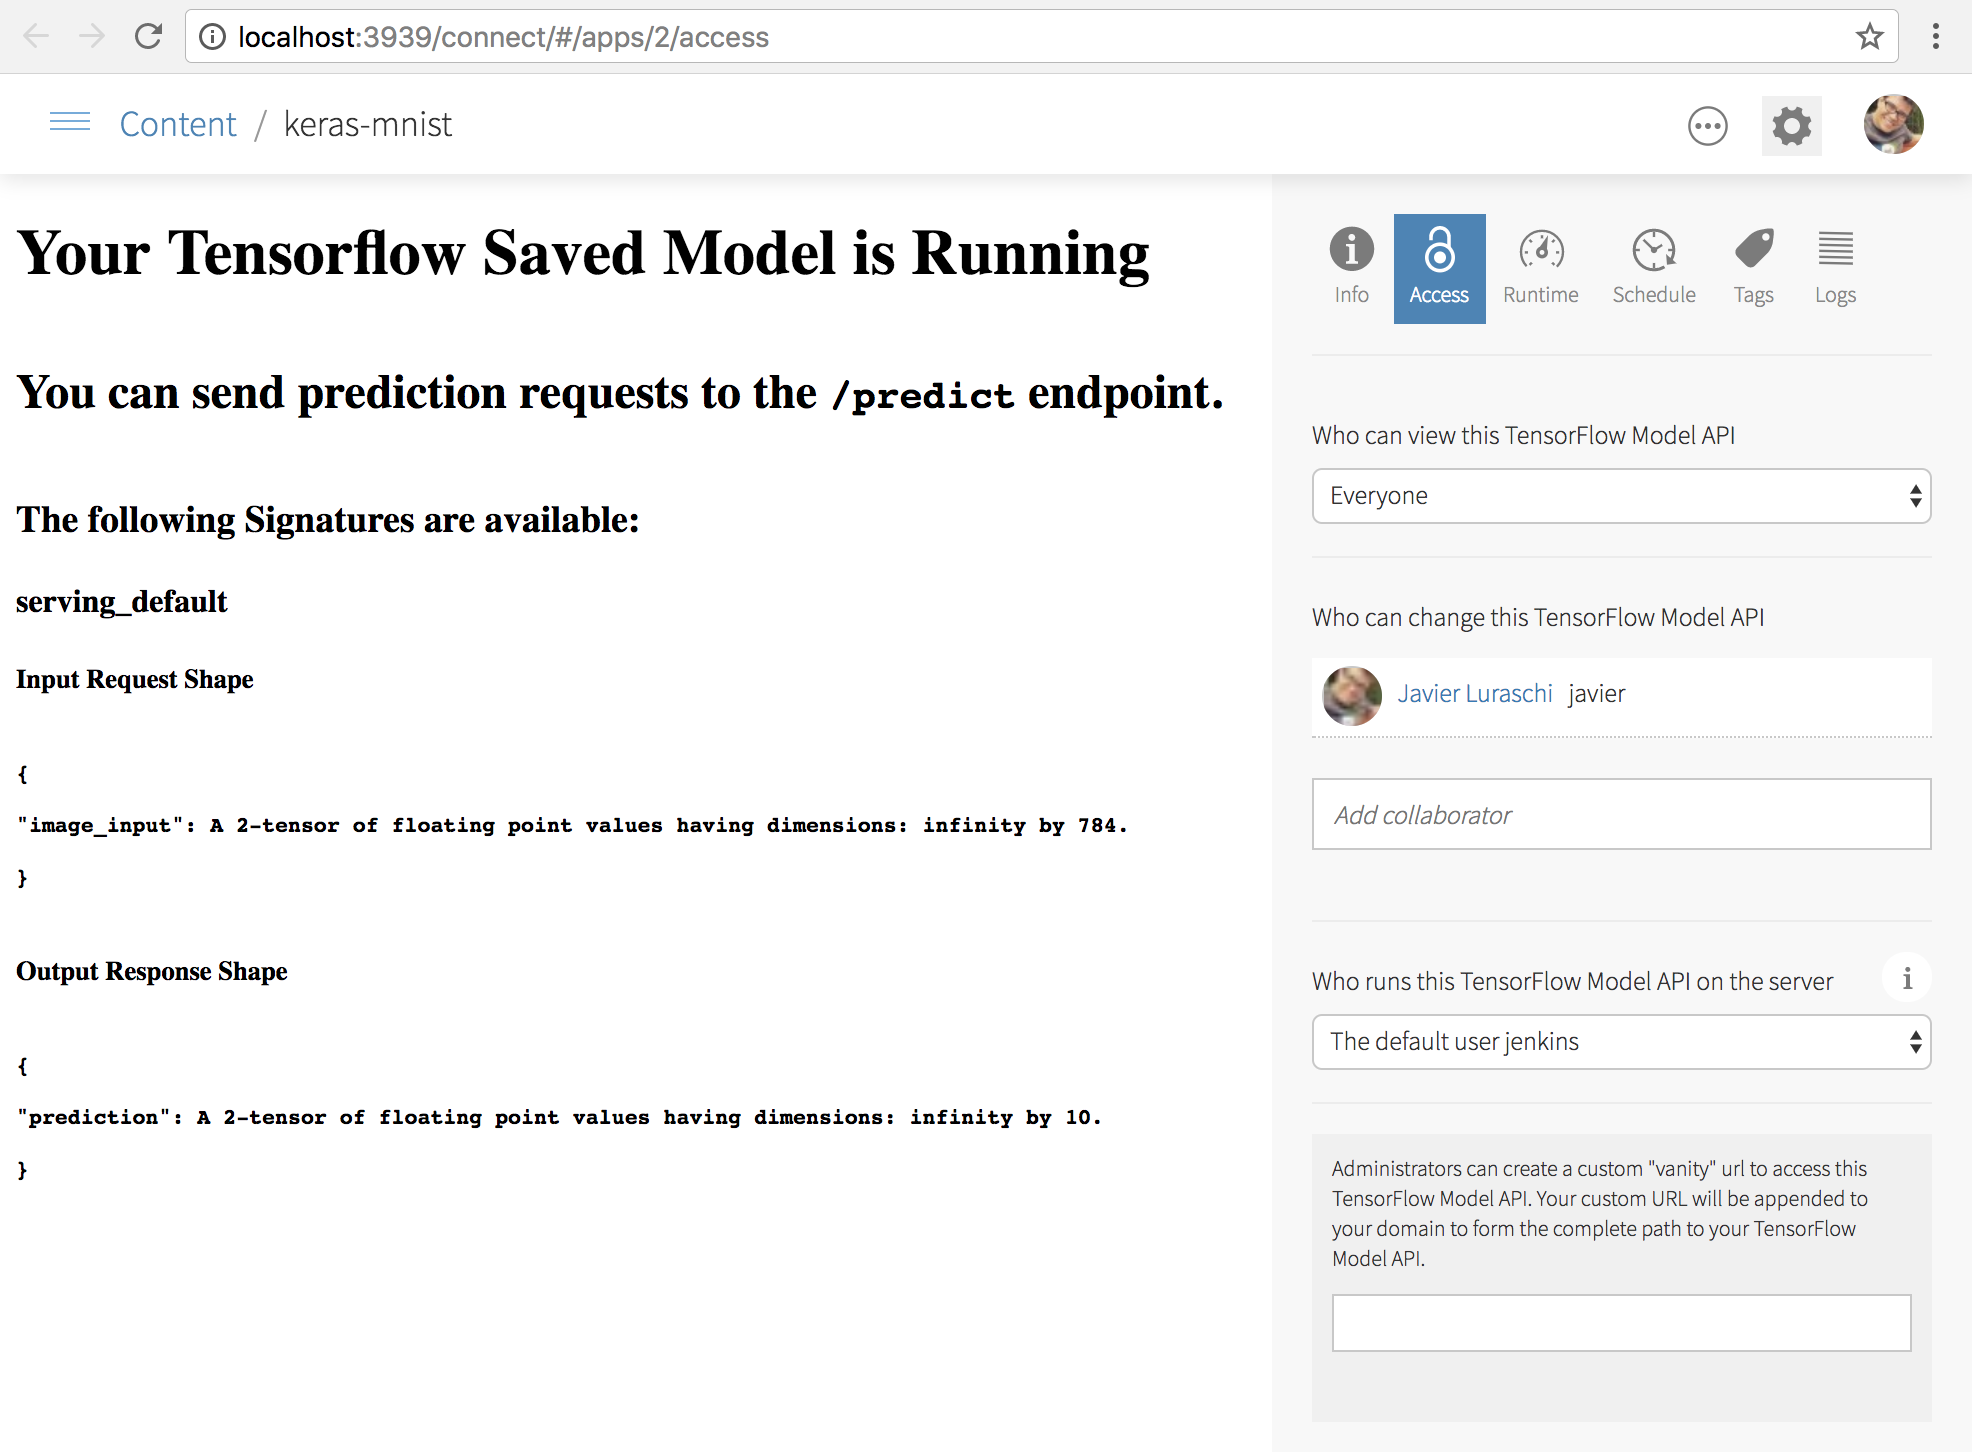 localhost:3939/connect/#/apps/2/access
Content / keras-mnist
Your Tensorflow Saved Model is Running
You can send prediction requests to the /predict endpoint.
The following Signatures are available:
serving_default
Input Request Shape
{
"image_input": A 2-tensor of floating point values having dimensions: infinity by 784.
}
Output Response Shape
{
"prediction": A 2-tensor of floating point values having dimensions: infinity by 10.
}
Info Access Runtime Schedule Tags Logs
Who can view this TensorFlow Model API
Everyone
Who can change this TensorFlow Model API
Javier Luraschi javier
Add collaborator
Who runs this TensorFlow Model API on the server
The default user jenkins
Administrators can create a custom "vanity" url to access this
TensorFlow Model API. Your custom URL will be appended to
your domain to form the complete path to your TensorFlow
Model API.